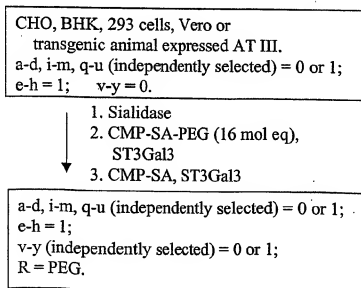 CHO, BHK, 293 cells, Vero or
transgenic animal expressed AT III.
a-d, i-m, q-u (independently selected) = 0 or 1;
e-h = 1; v-y = 0.
1. Sialidase
2. CMP-SA-PEG (16 mol eq),
ST3Gal3
3. CMP-SA, ST3Gal3
a-d, i-m, q-u (independently selected) = 0 or 1;
e-h = 1;
v-y (independently selected) = 0 or 1;
R = PEG.